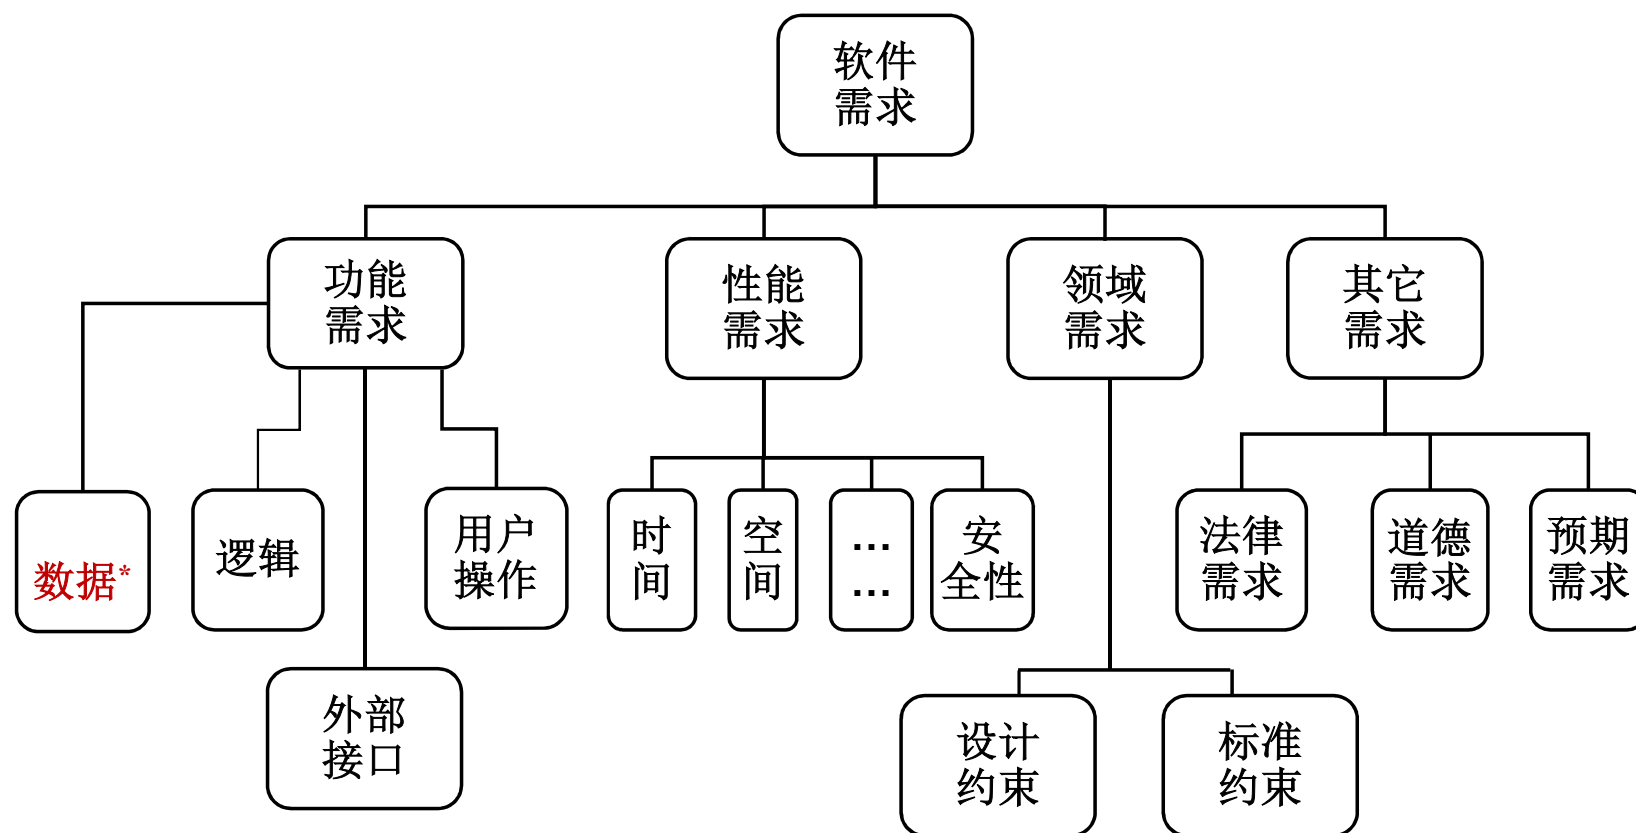 软件
需求
功能
需求
性能
需求
领域
需求
其它
需求
数据*
逻辑
用户
操作
时
间
空
间
...
...
安
全性
法律
需求
道德
需求
预期
需求
外部
接口
设计
约束
标准
约束